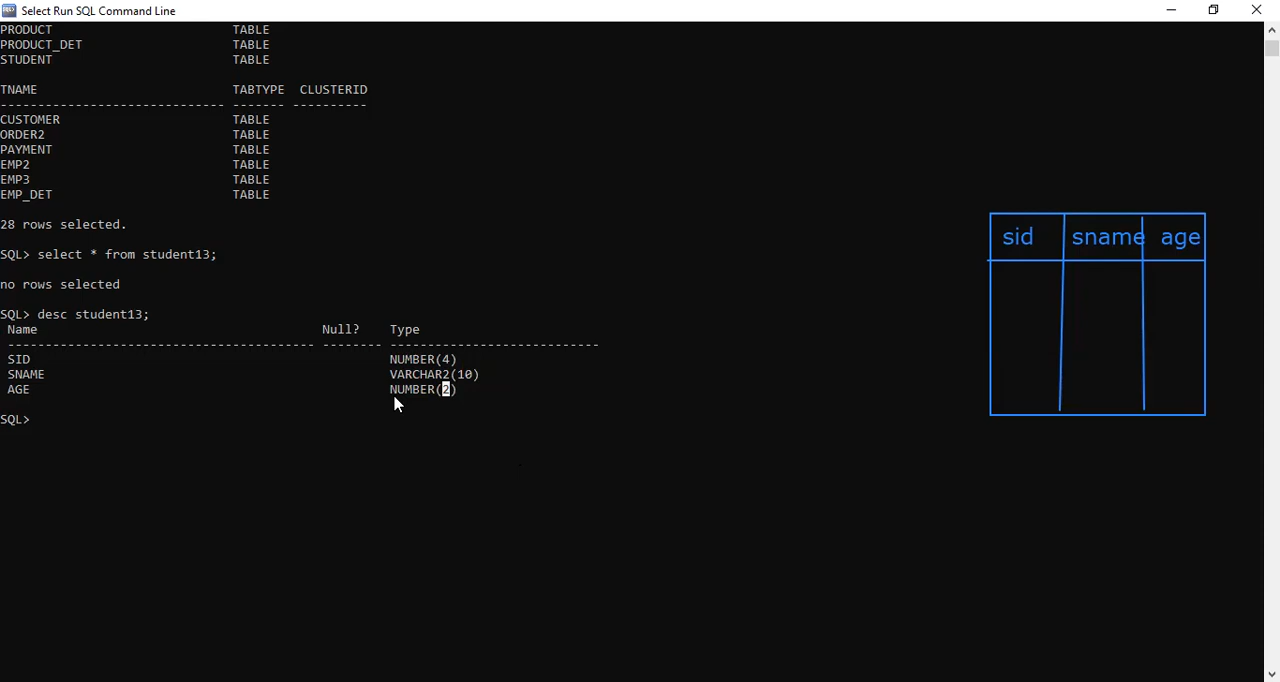 Select Run SQL Command Line
PRODUCT TABLE
PRODUCT_DET TABLE
STUDENT TABLE
TNAME TABTYPE CLUSTERID
------------------------------ ------- ----------
CUSTOMER TABLE
ORDER2 TABLE
PAYMENT TABLE
EMP2 TABLE
EMP3 TABLE
EMP_DET TABLE
28 rows selected.
SQL> select * from student13;
no rows selected
SQL> desc student13;
Name Null? Type
----------------------------------------- -------- ----------------------------
SID NUMBER(4)
SNAME VARCHAR2(10)
AGE NUMBER(2)
SQL>
sid sname age